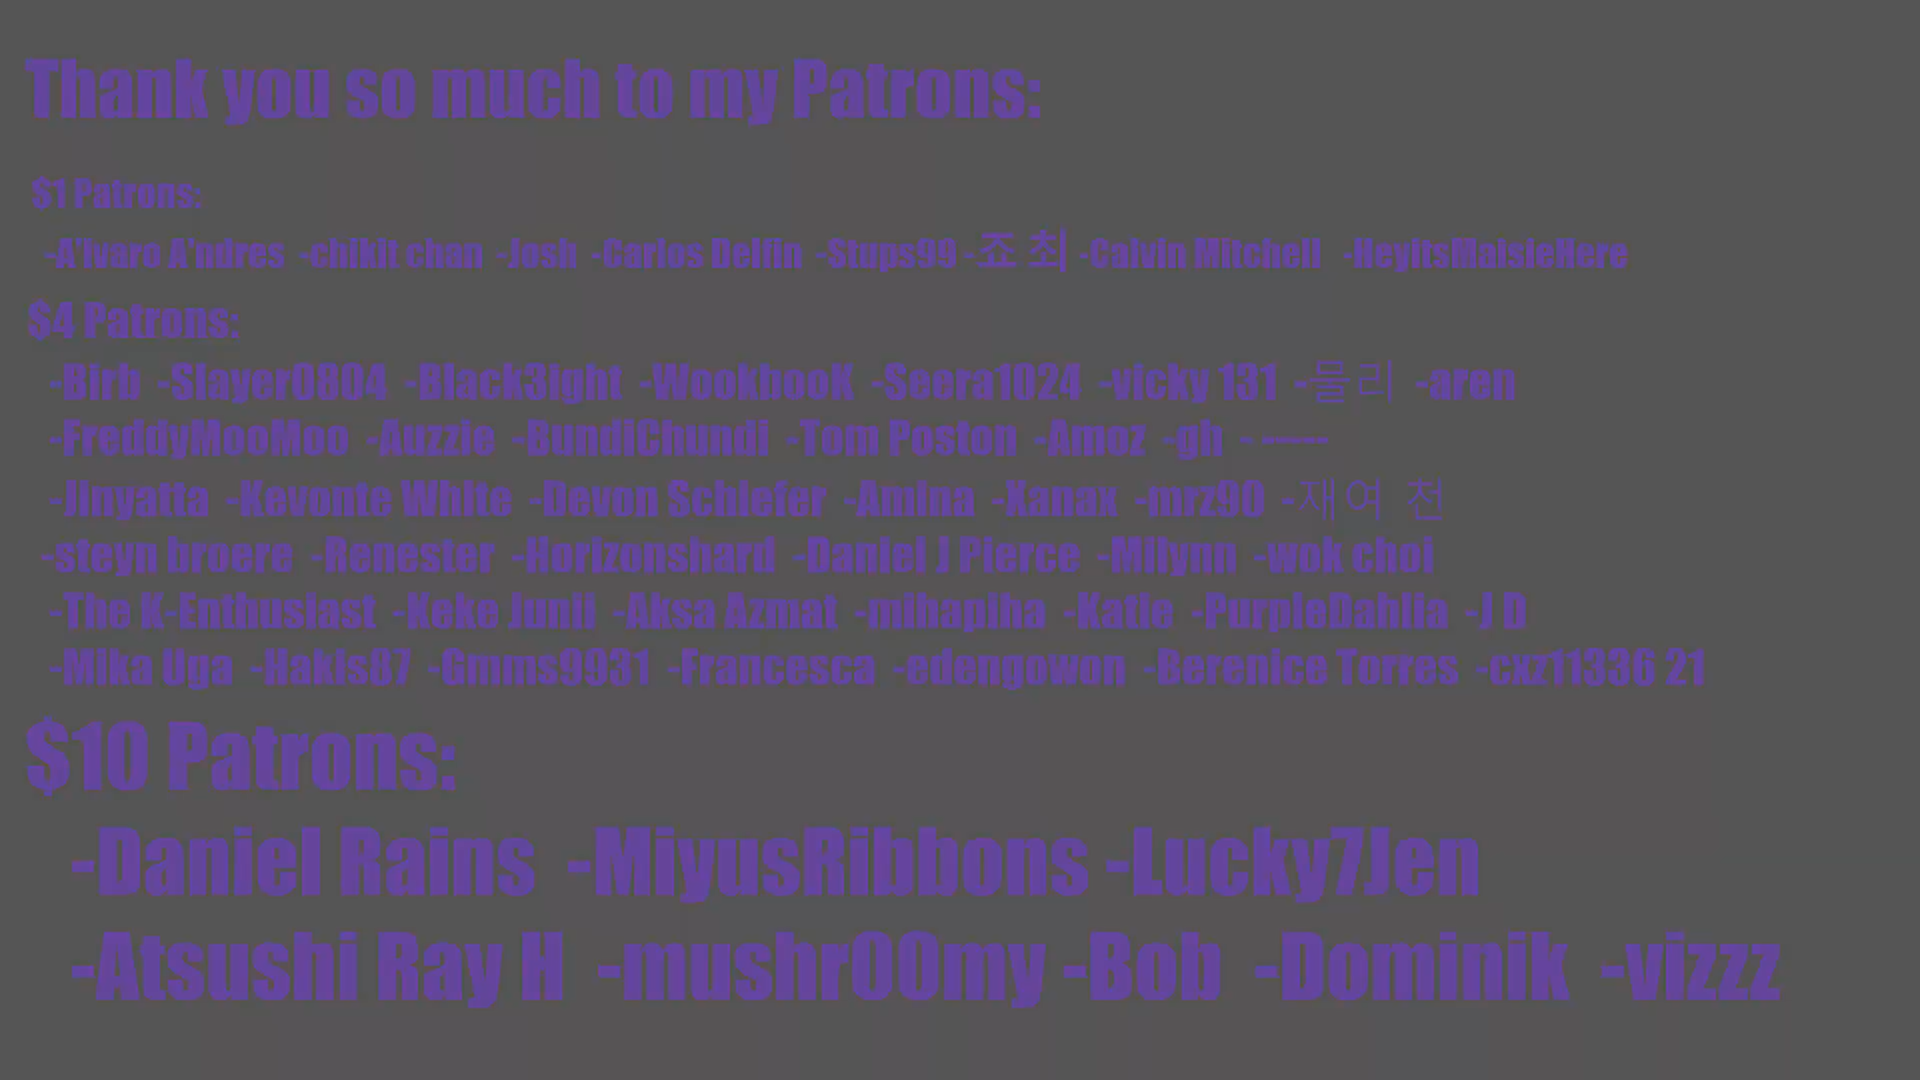 Thank you so much to my Patrons:
$1 Patrons:
-A'lvaro A'ndres -chikit chan -Josh -Carlos Delfin -Stups99 -죠 최 -Calvin Mitchell -HeyItsMaisieHere
$4 Patrons:
-Birb -Slayer0804 -Black3ight -WookhooK -Seera1024 -vicky 131 -물리 -aren
-FreddyMooMoo -Auzzie -BundiChundi -Tom Poston -Amoz -gh - -----
-Jinyatta -Kevonte White -Devon Schiefer -Amina -Xanax -mrz90 -재여 천
-steyn broere -Renester -Horizonshard -Daniel J Pierce -Milynn -wok choi
-The K-Enthusiast -Keke Junii -Aksa Azmat -mihapiha -Katie -PurpleDahlia -J D
-Mika Uga -Hakis87 -Gmms9931 -Francesca -edengowon -Berenice Torres -cxz11336 21
$10 Patrons:
-Daniel Rains -MiyusRibbons -Lucky7Jen
-Atsushi Ray H -mushr00my -Bob -Dominik -vizzz